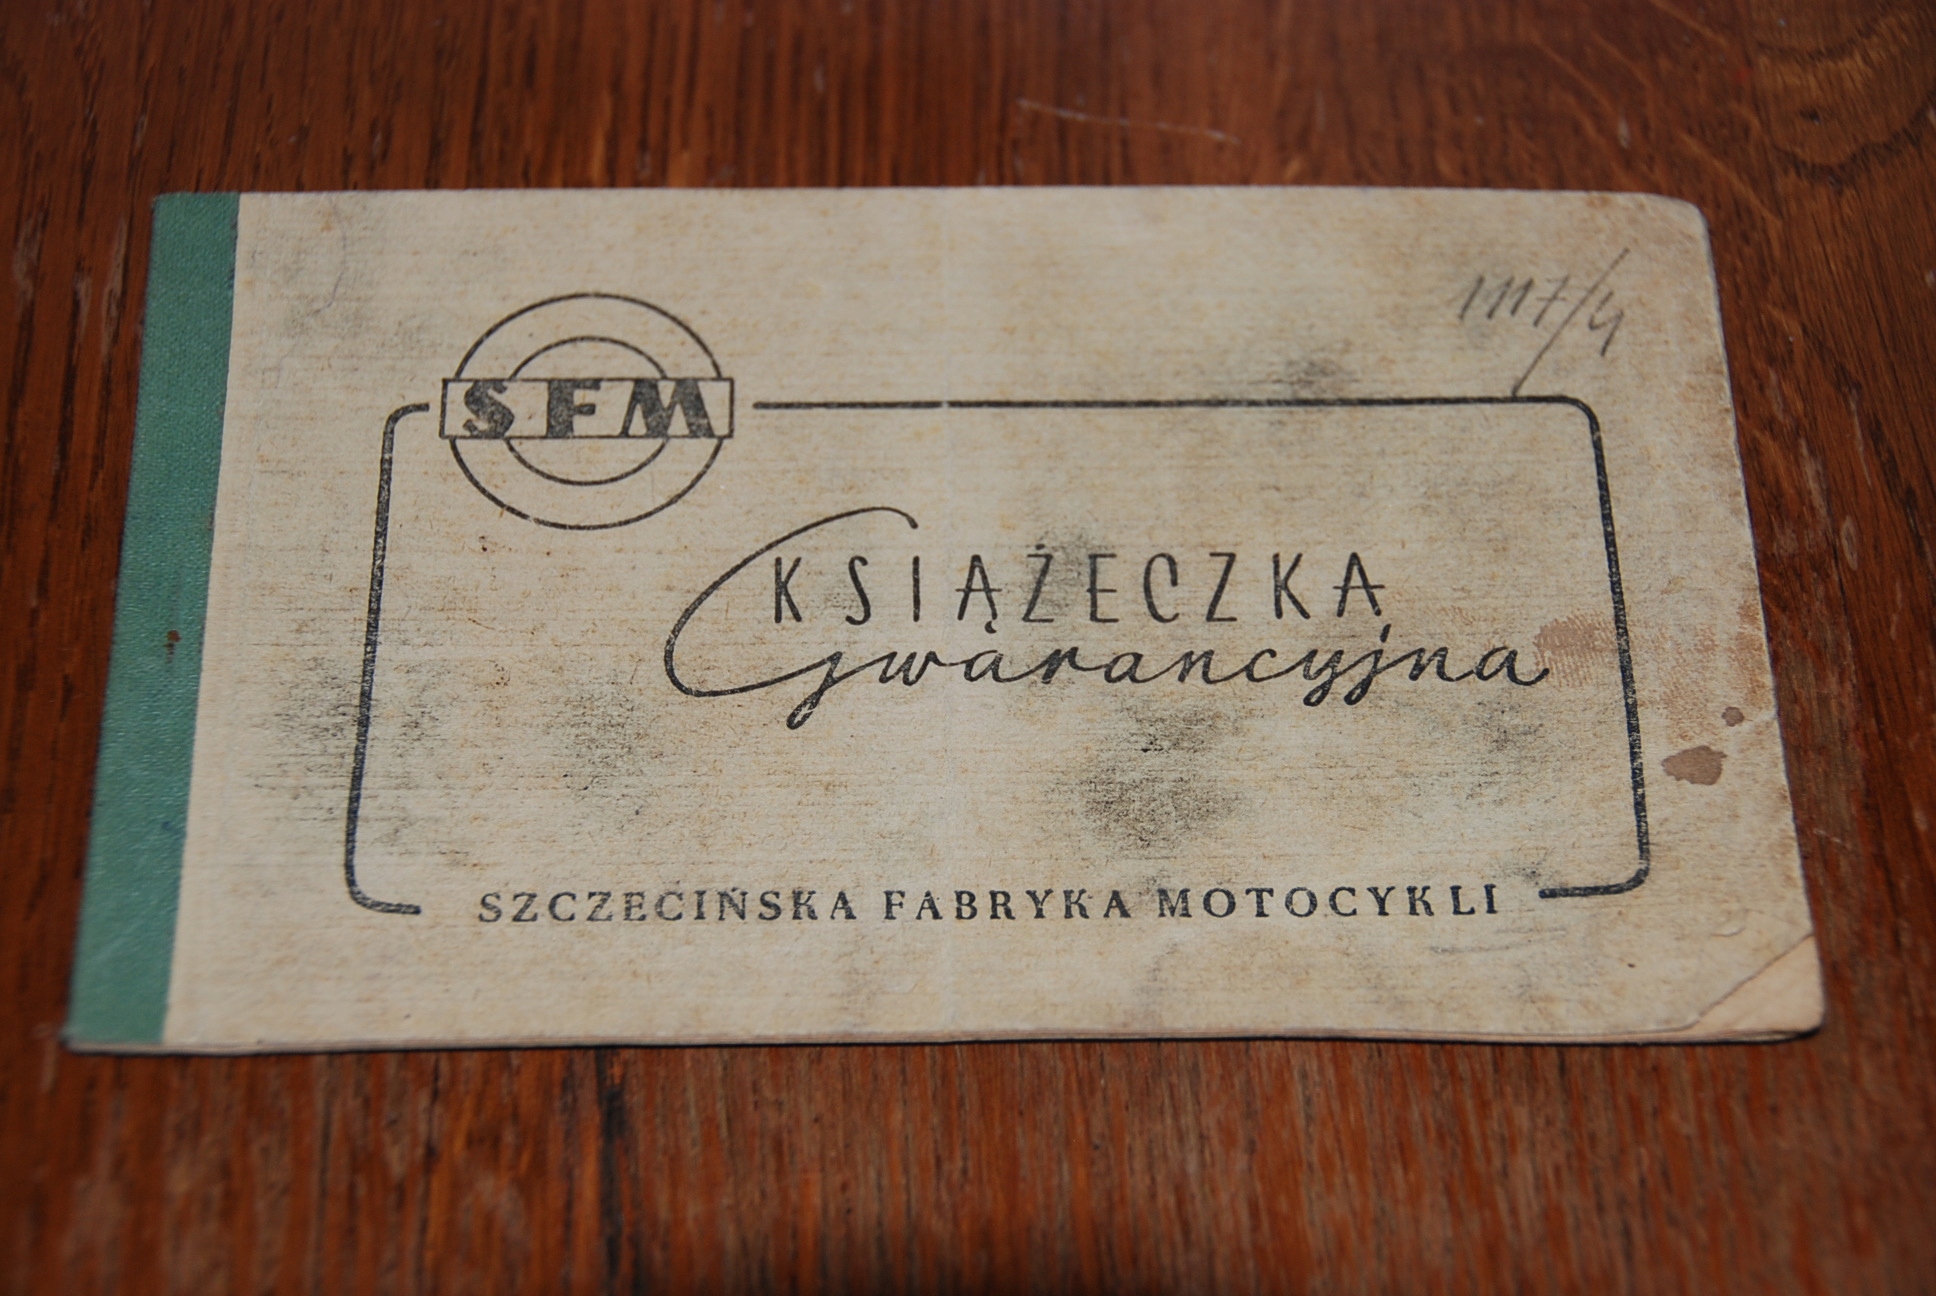 1117/4
SFM
KSIĄŻECZKA
gwarancyjna
SZCZECIŃSKA FABRYKA MOTOCYKLI